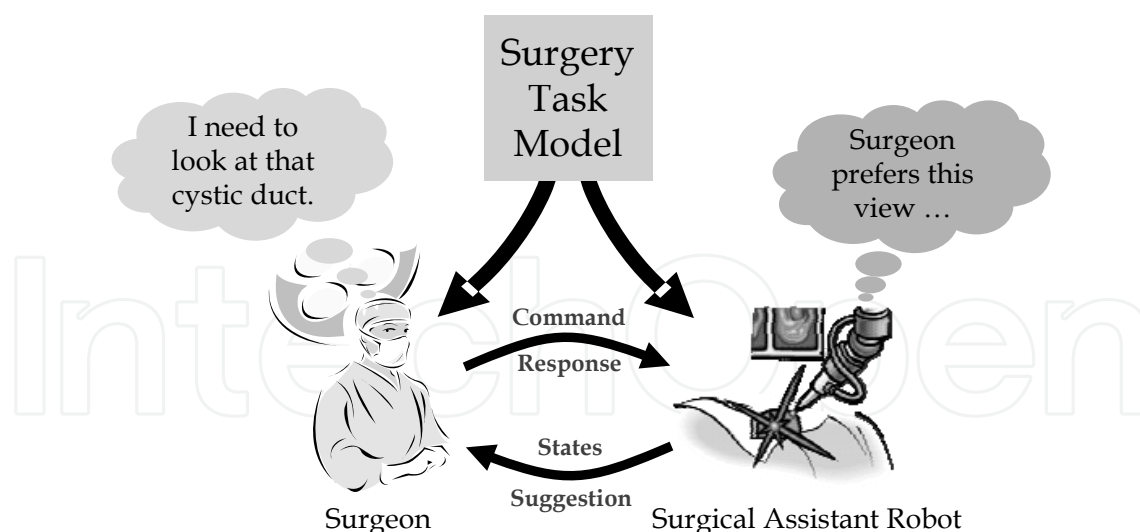 Surgery
Task
Model
I need to
look at that
cystic duct.
Surgeon
prefers this
view …
Command
Response
States
Suggestion
Surgeon
Surgical Assistant Robot
IntechOpen